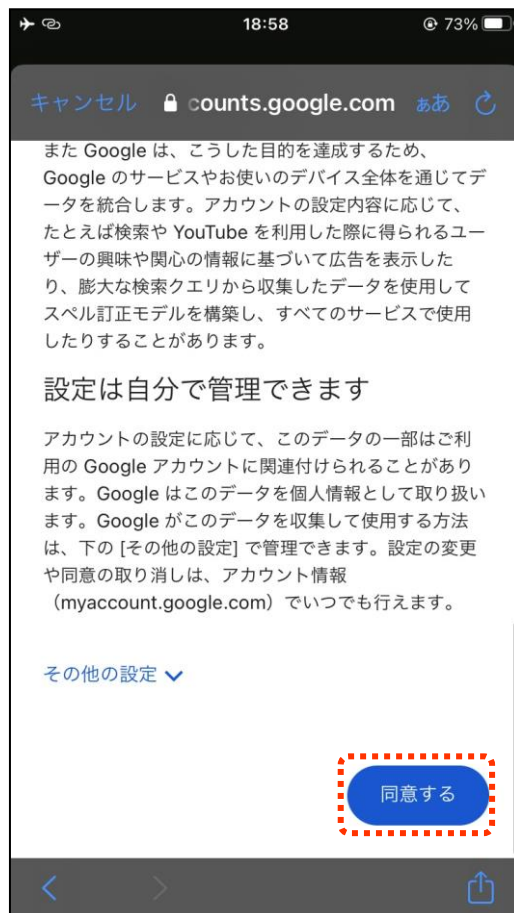 18:58
73%
キャンセル counts.google.com ぁあ
また Google は、こうした目的を達成するため、
Google のサービスやお使いのデバイス全体を通じてデ
ータを統合します。アカウントの設定内容に応じて、
たとえば検索や YouTube を利用した際に得られるユー
ザーの興味や関心の情報に基づいて広告を表示した
り、膨大な検索クエリから収集したデータを使用して
スペル訂正モデルを構築し、すべてのサービスで使用
したりすることがあります。
設定は自分で管理できます
アカウントの設定に応じて、このデータの一部はご利
用の Google アカウントに関連付けられることがあり
ます。Google はこのデータを個人情報として取り扱い
ます。Google がこのデータを収集して使用する方法
は、下の [その他の設定] で管理できます。設定の変更
や同意の取り消しは、アカウント情報
（myaccount.google.com）でいつでも行えます。
その他の設定
同意する